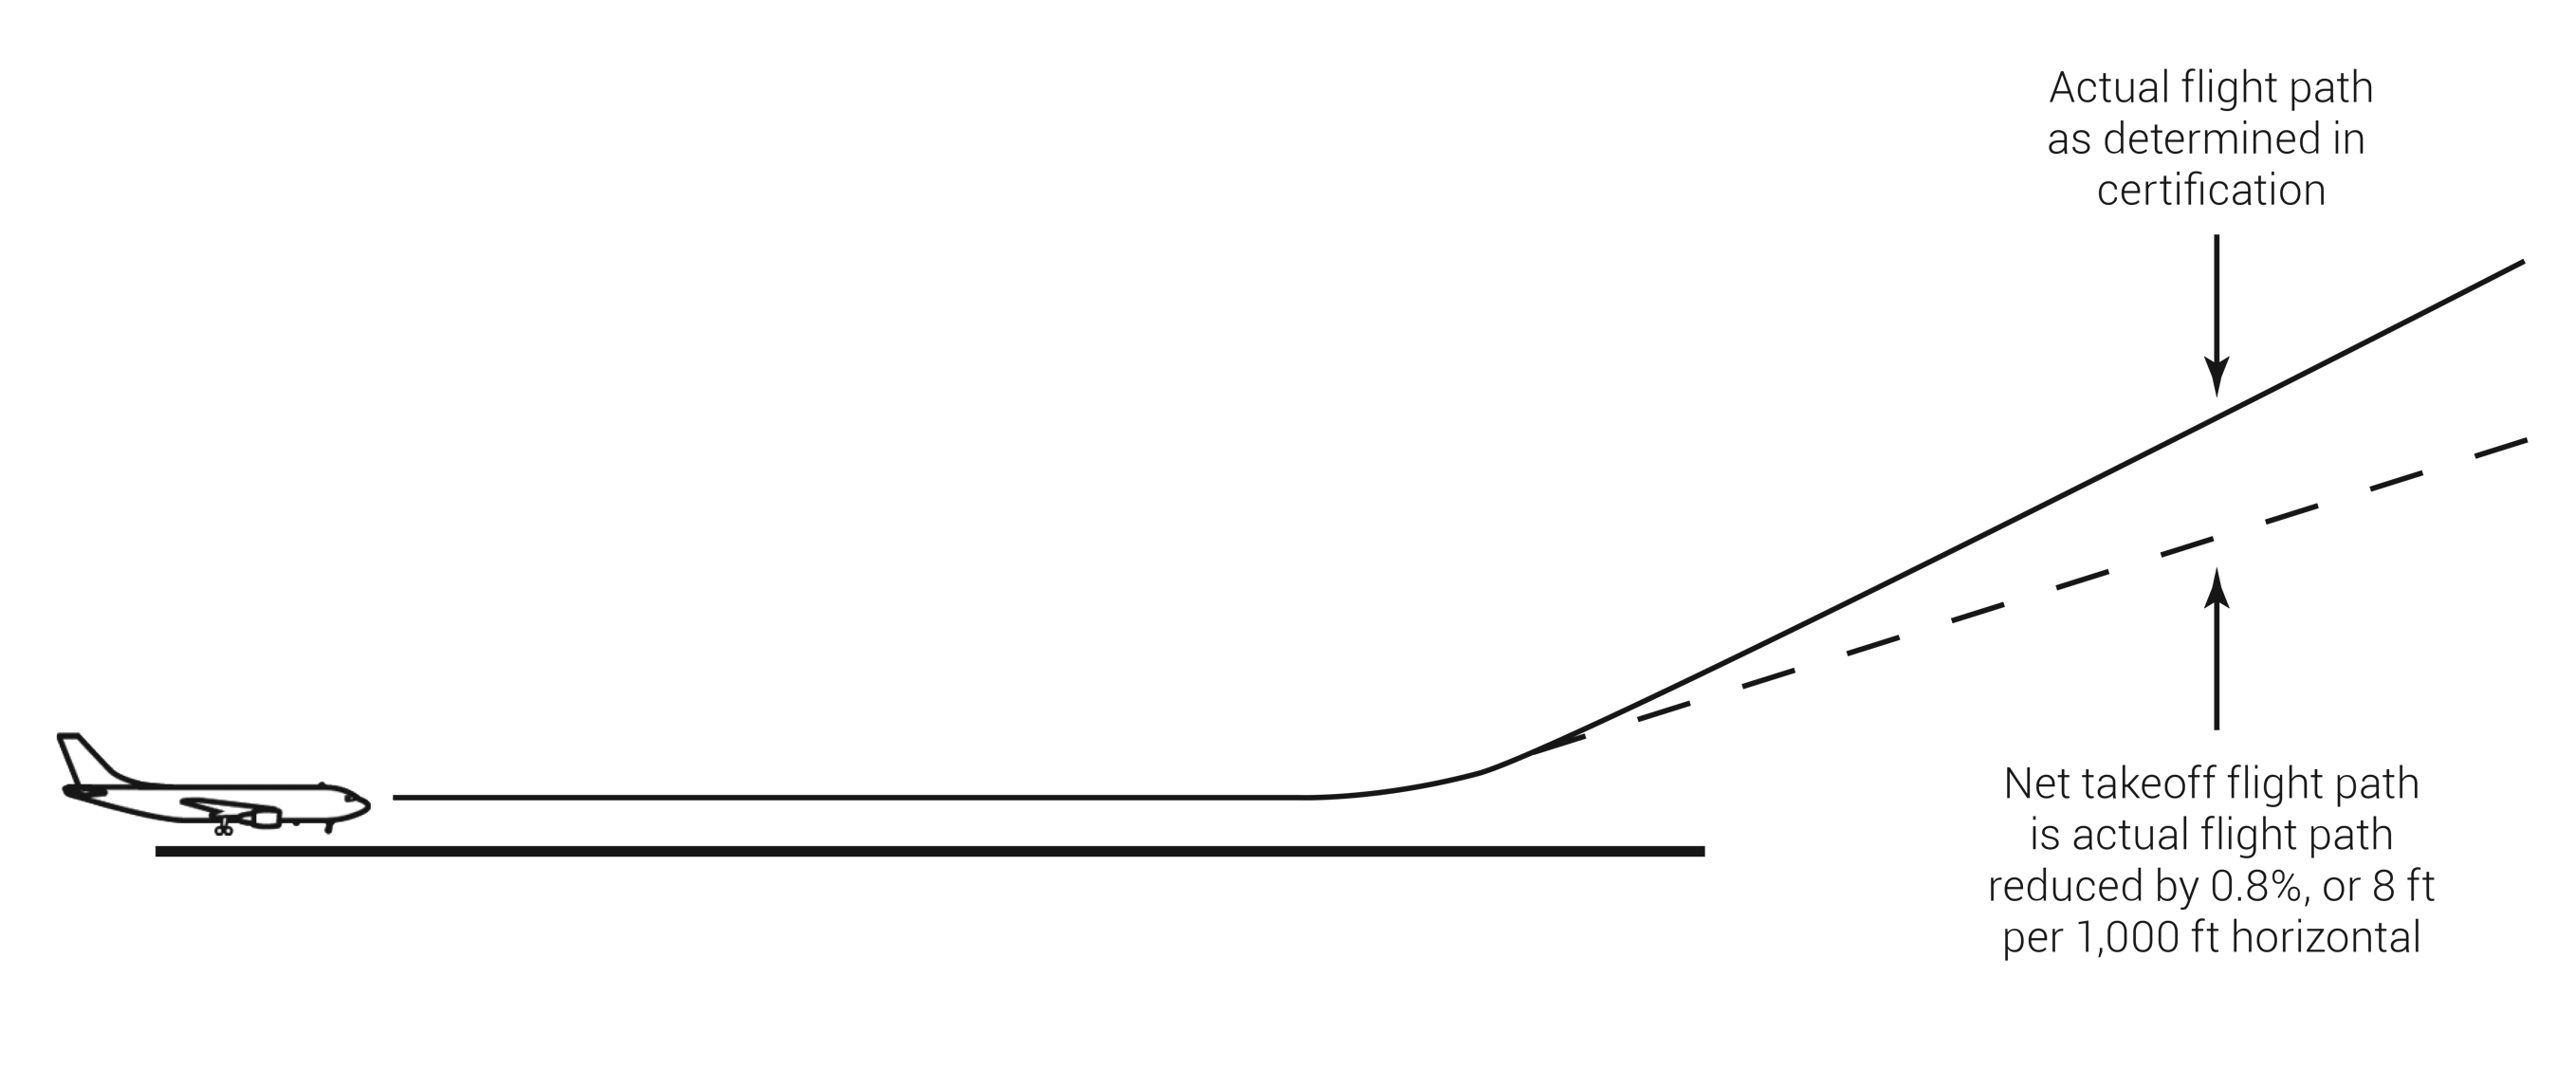 Actual flight path
as determined in
certification
Net takeoff flight path
is actual flight path
reduced by 0.8%, or 8 ft
per 1,000 ft horizontal